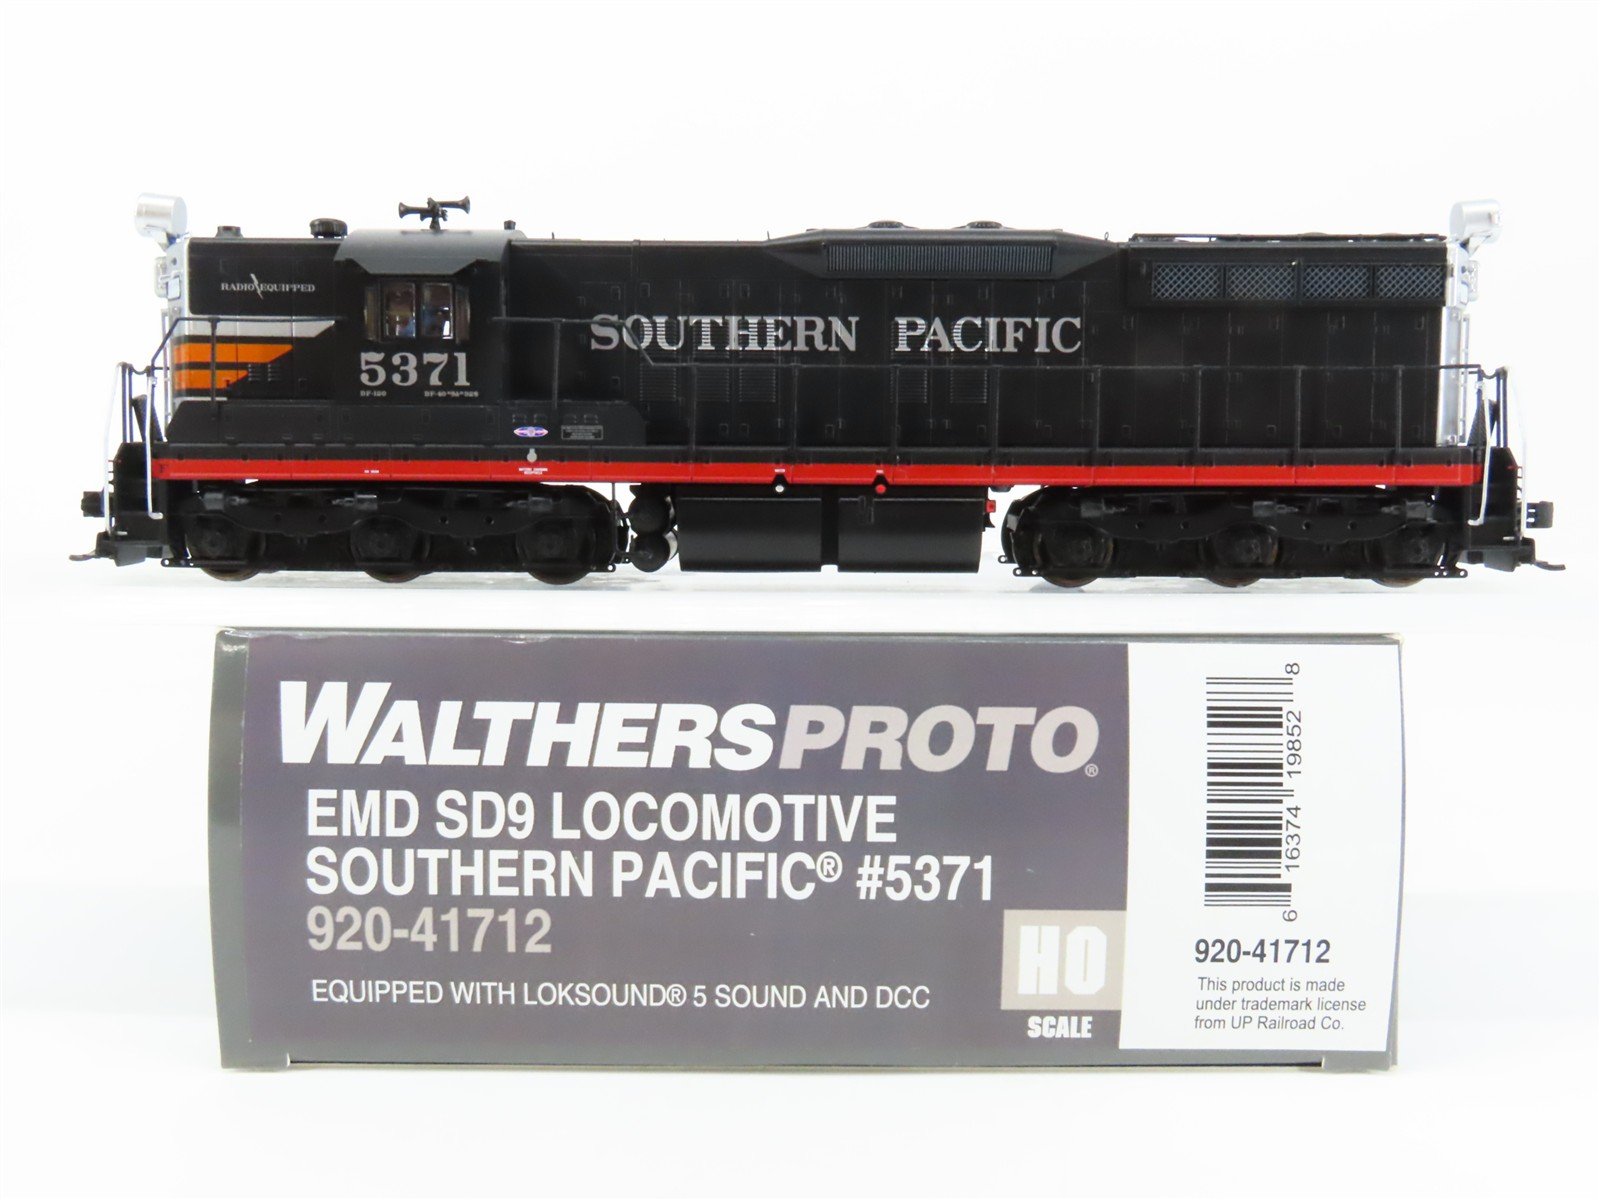 RADIO EQUIPPED
SOUTHERN PACIFIC
5371
WALTHERSPROTO®
EMD SD9 LOCOMOTIVE
SOUTHERN PACIFIC® #5371
920-41712
EQUIPPED WITH LOKSOUND® 5 SOUND AND DCC
HO
SCALE
6 16374 19852 8
920-41712
This product is made
under trademark license
from UP Railroad Co.